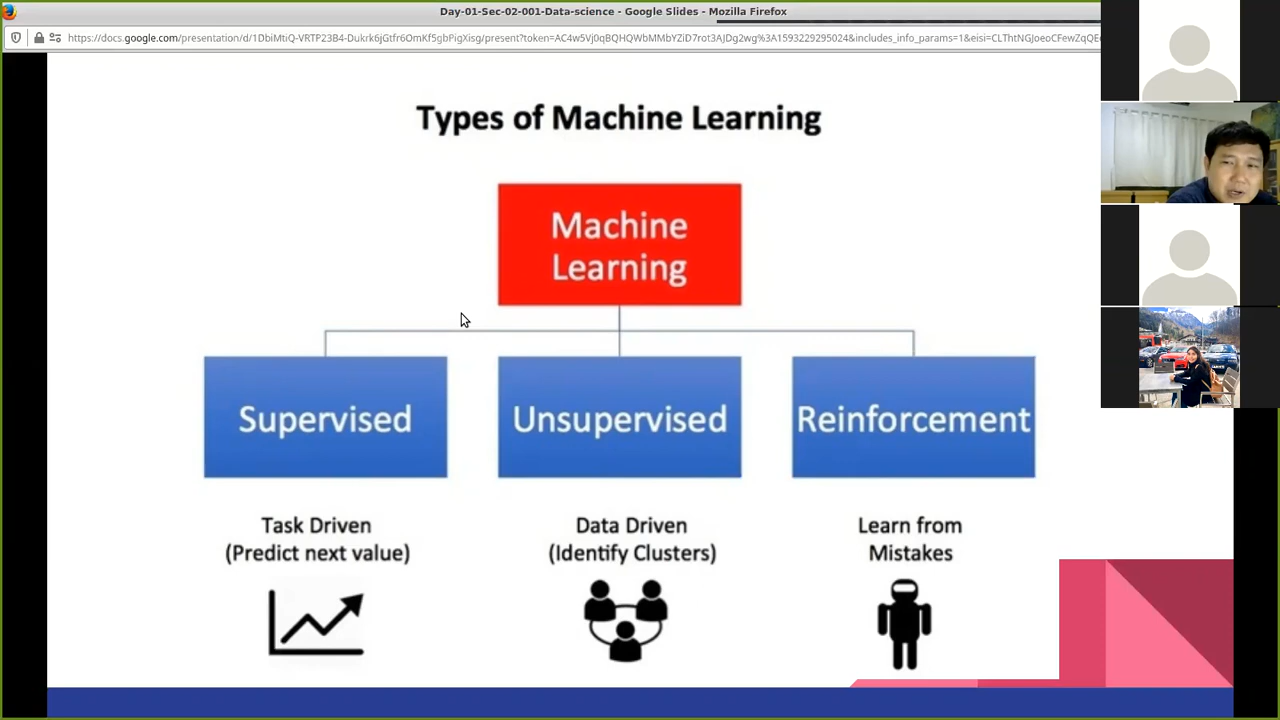 Day-01-Sec-02-001-Data-science - Google Slides - Mozilla Firefox
Types of Machine Learning
Machine
Learning
Supervised
Unsupervised
Reinforcement
Task Driven
(Predict next value)
Data Driven
(Identify Clusters)
Learn from
Mistakes